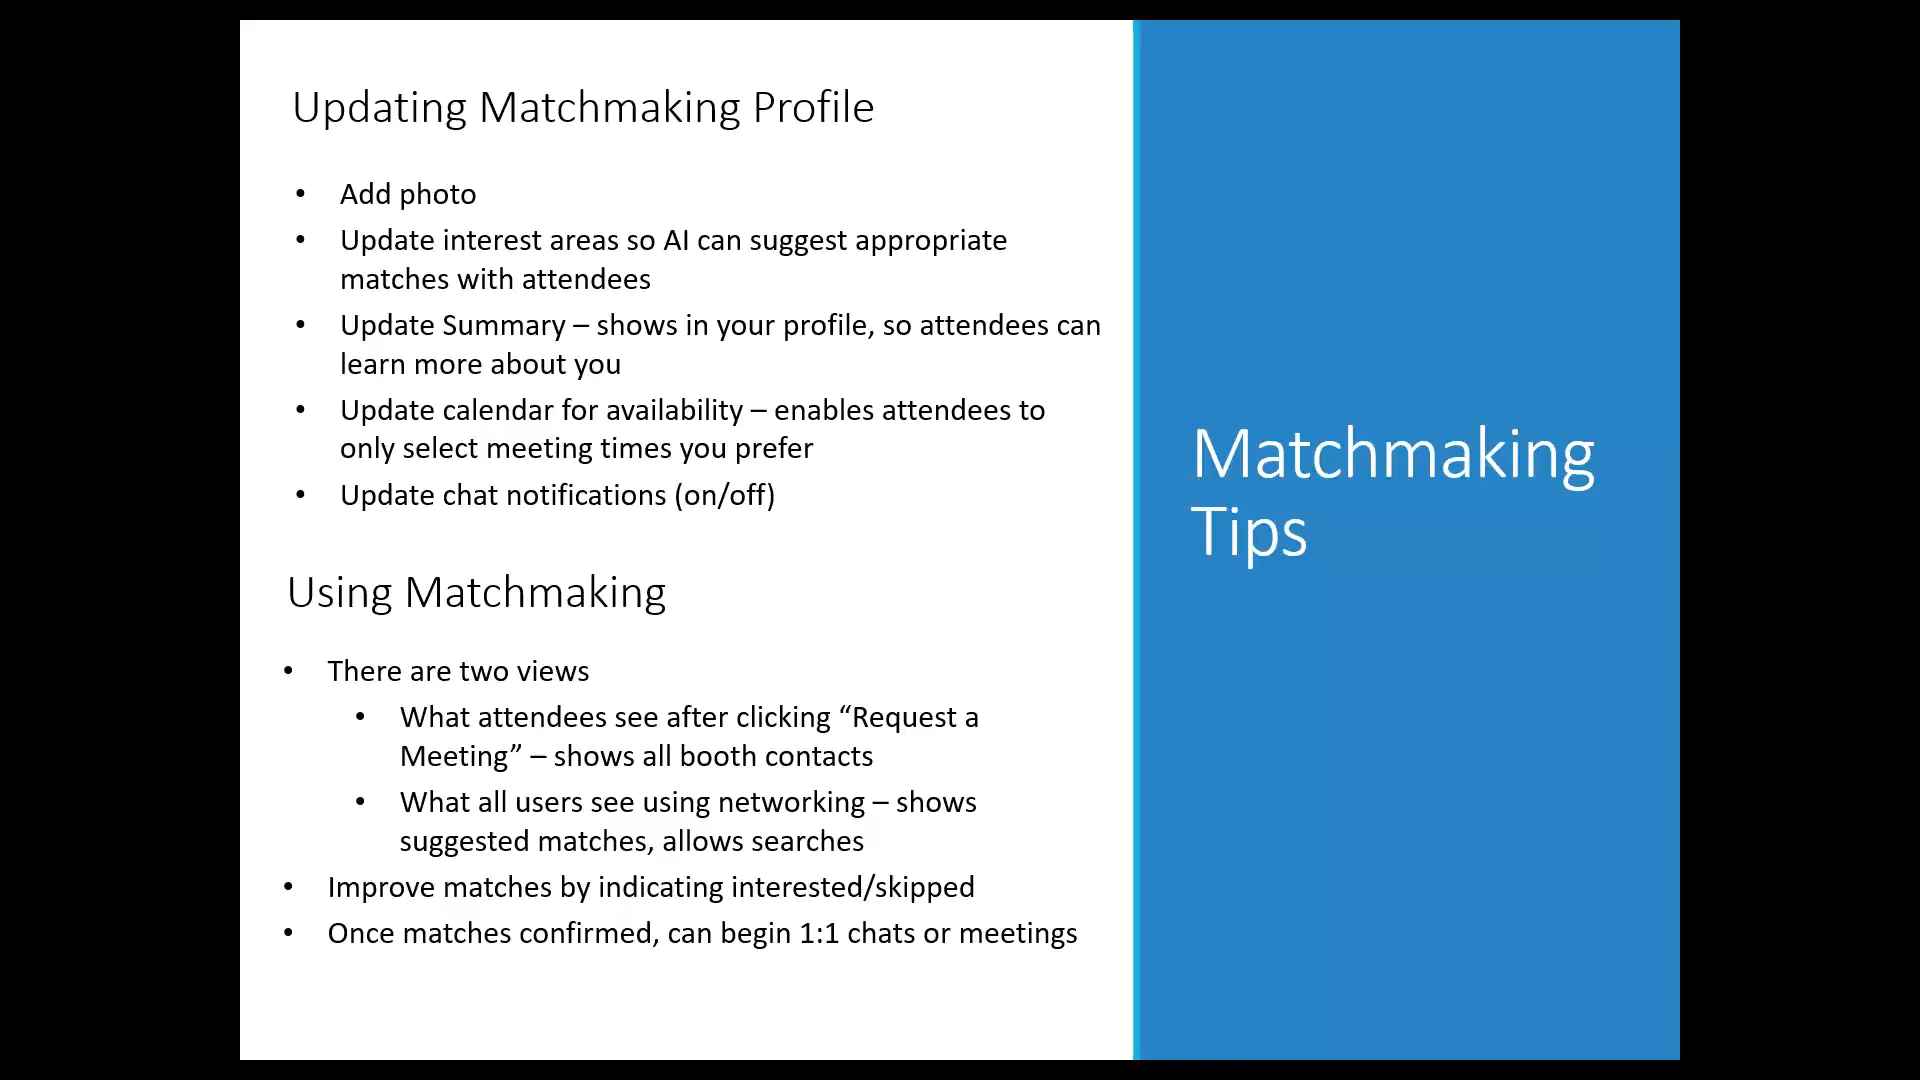 Updating Matchmaking Profile
• Add photo
• Update interest areas so AI can suggest appropriate
matches with attendees
• Update Summary – shows in your profile, so attendees can
learn more about you
• Update calendar for availability – enables attendees to
only select meeting times you prefer
• Update chat notifications (on/off)
Using Matchmaking
• There are two views
• What attendees see after clicking “Request a
Meeting” – shows all booth contacts
• What all users see using networking – shows
suggested matches, allows searches
• Improve matches by indicating interested/skipped
• Once matches confirmed, can begin 1:1 chats or meetings
Matchmaking
Tips